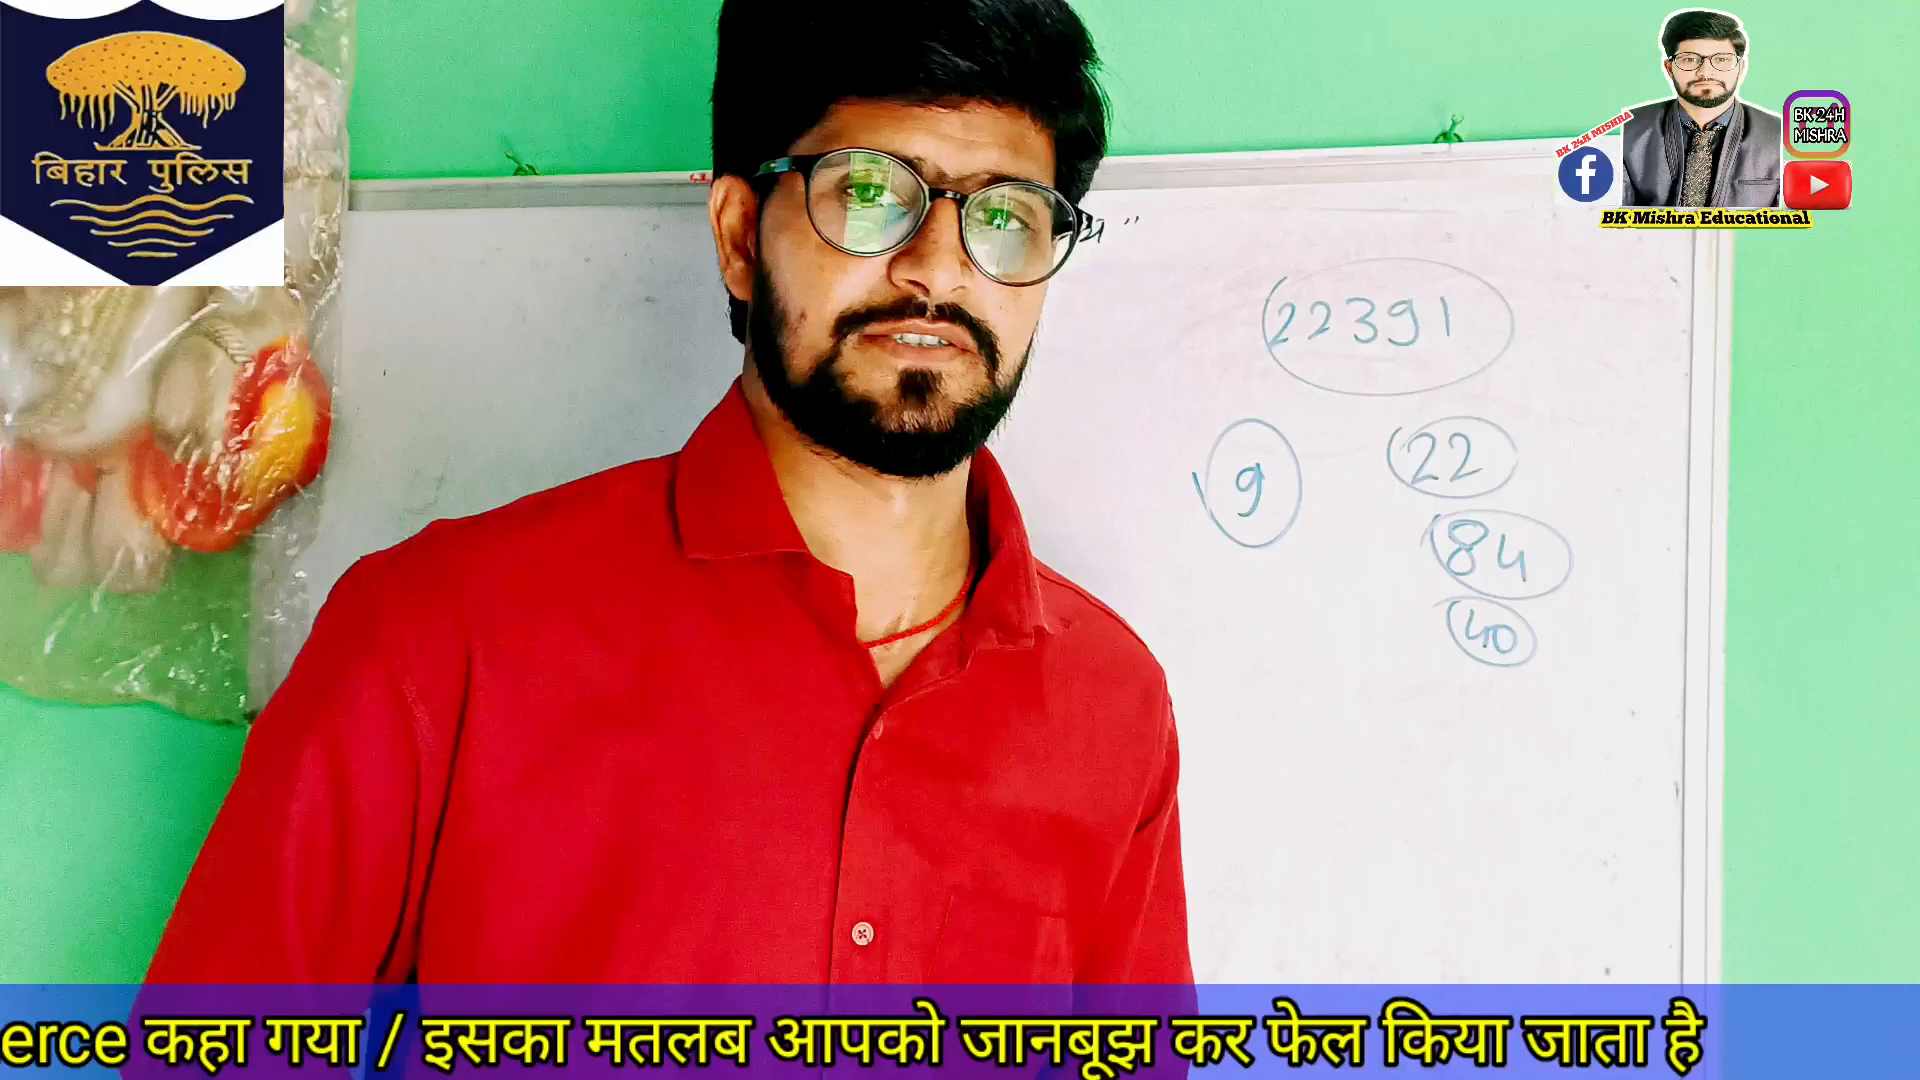 बिहार पुलिस
BK 24H MISHRA
BK 24H
MISHRA
BK Mishra Educational
22391
9
22
84
40
erce कहा गया / इसका मतलब आपको जानबूझ कर फेल किया जाता है